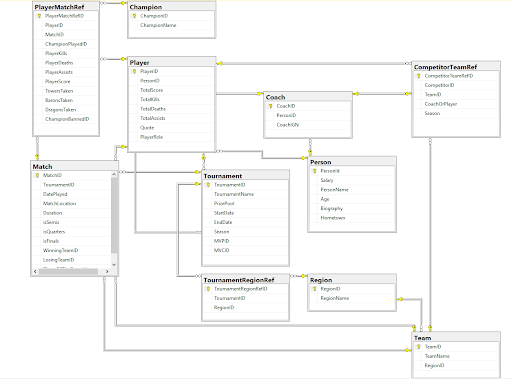 PlayerMatchRef
PlayerMatchRefID
PlayerID
MatchID
ChampionPlayedID
PlayerKills
PlayerDeaths
PlayerAssists
PlayerScore
TowersTaken
BaronsTaken
DragonsTaken
ChampionBannedID
Champion
ChampionID
ChampionName
Player
PlayerID
PersonID
TotalScore
TotalKills
TotalDeaths
TotalAssists
Quote
PlayerRole
Coach
CoachID
PersonID
CoachIGN
CompetitorTeamRef
CompetitorTeamRefID
CompetitorID
TeamID
CoachOrPlayer
Season
Match
MatchID
TournamentID
DatePlayed
MatchLocation
Duration
isSemis
isQuarters
isFinals
WinningTeamID
LosingTeamID
Tournament
TournamentID
TournamentName
PrizePool
StartDate
EndDate
Season
MVPID
MVCID
Person
PersonId
Salary
PersonName
Age
Biography
Hometown
TournamentRegionRef
TournamentRegionRefID
TournamentID
RegionID
Region
RegionID
RegionName
Team
TeamID
TeamName
RegionID